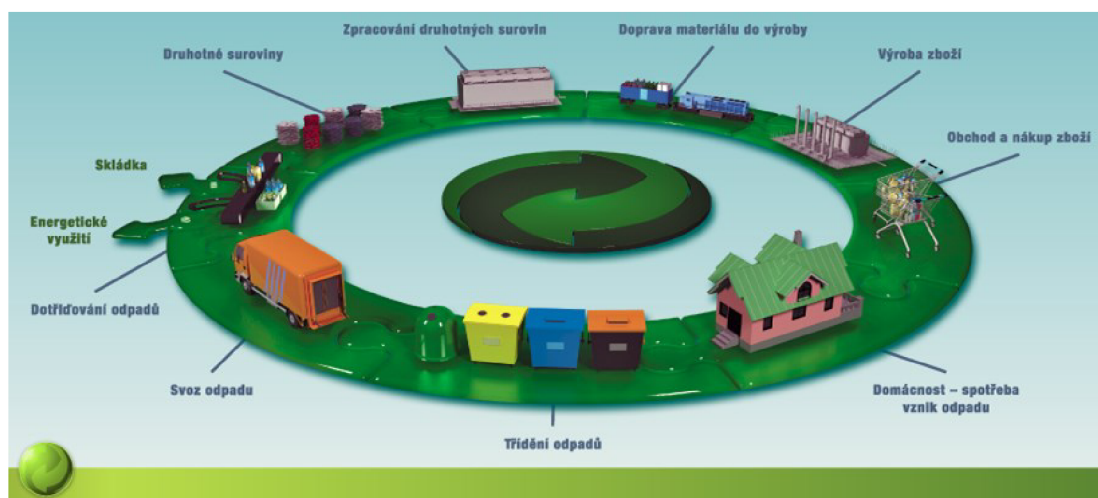 Zpracování druhotných surovin
Doprava materiálu do výroby
Druhotné suroviny
Výroba zboží
Obchod a nákup zboží
Skládka
Energetické
využití
Dotřiďování odpadů
Svoz odpadu
Domácnost – spotřeba
vznik odpadu
Třídění odpadů